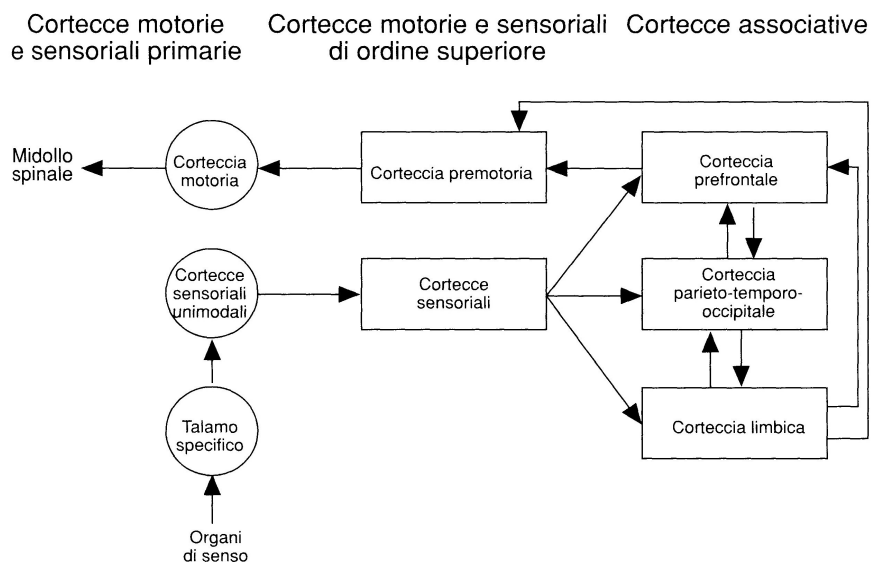 Cortecce motorie
e sensoriali primarie
Cortecce motorie e sensoriali
di ordine superiore
Cortecce associative
Midollo
spinale
Corteccia
motoria
Corteccia premotoria
Corteccia
prefrontale
Cortecce
sensoriali
unimodali
Cortecce
sensoriali
Corteccia
parieto-temporo-
occipitale
Talamo
specifico
Corteccia limbica
Organi
di senso